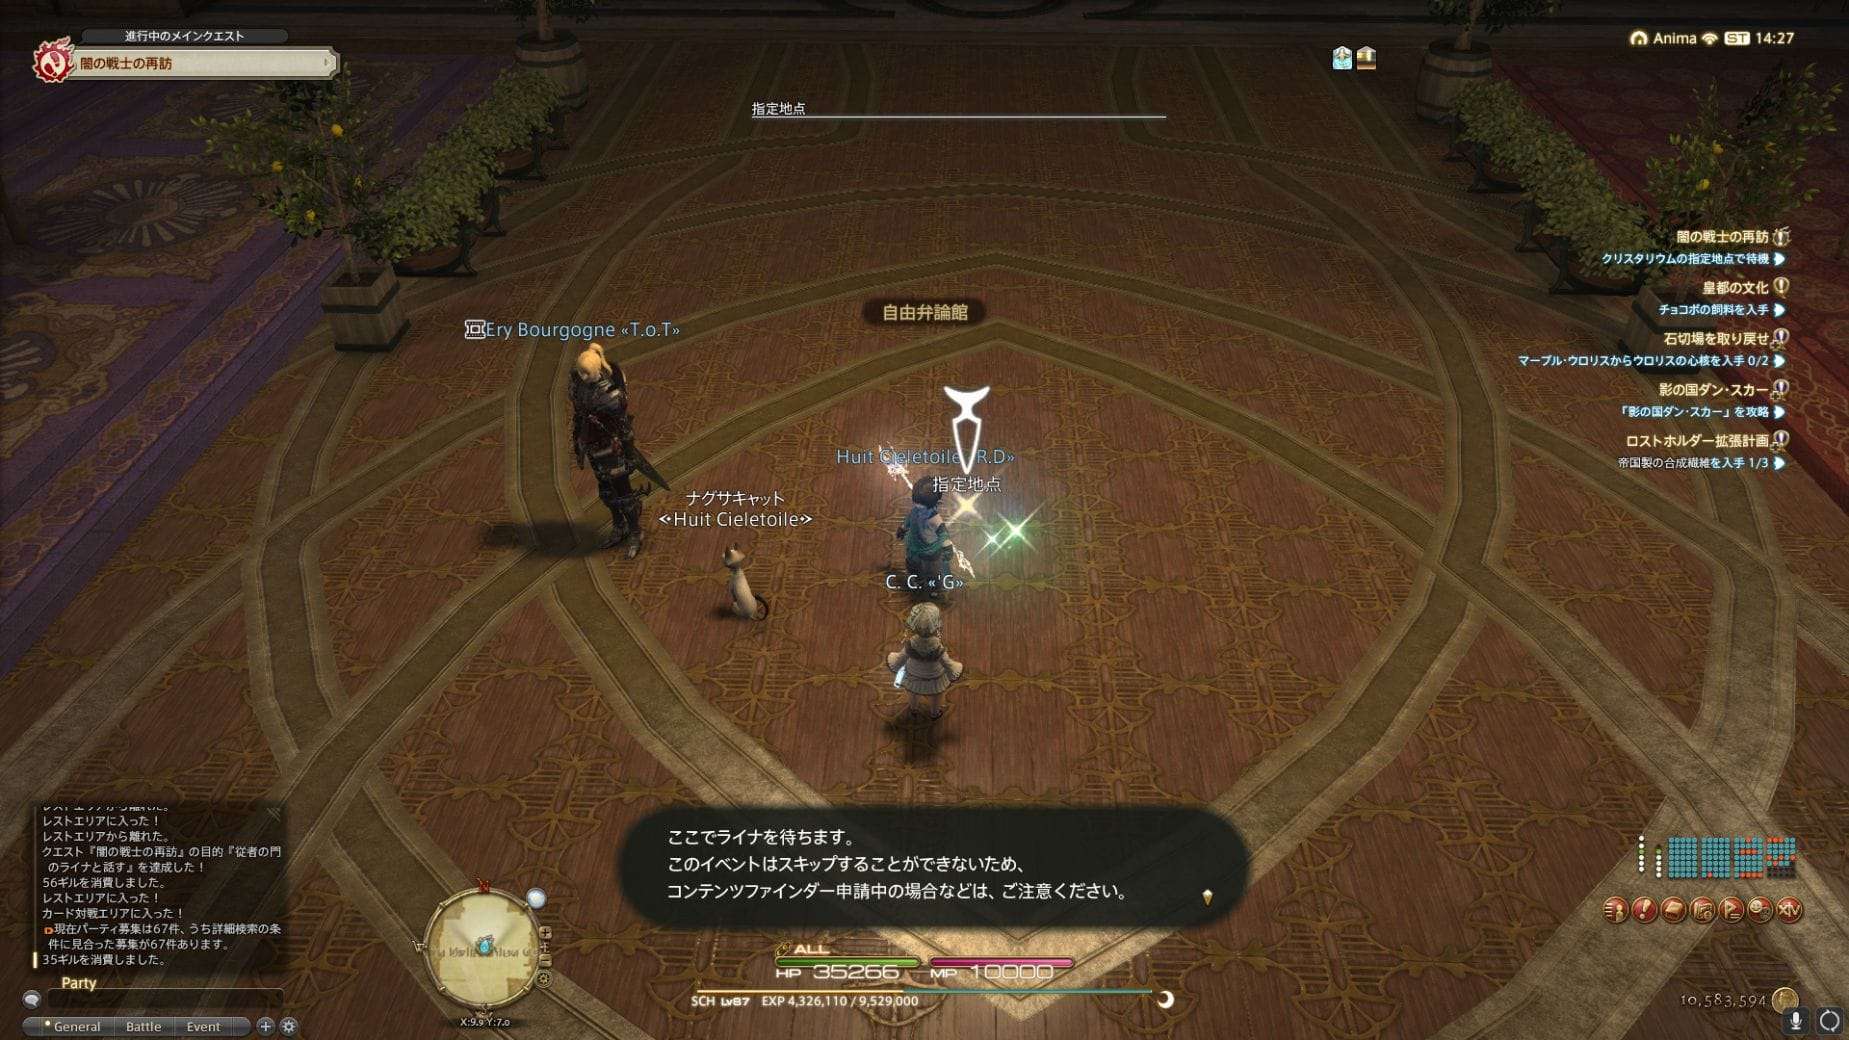 進行中のメインクエスト
闇の戦士の再訪
Anima ST 14:27
指定地点
闇の戦士の再訪
クリスタリウムの指定地点で待機
皇都の文化
チョコボの飼料を入手
石切場を取り戻せ
マーブル・ウロリスからウロリスの心核を入手 0/2
影の国ダン・スカー
「影の国ダン・スカー」を攻略
ロストホルダー拡張計画
帝国製の合成繊維を入手 1/3
自由弁論館
Ery Bourgogne «T.o.T»
Huit Cieletoile «R.D»
指定地点
ナグサキャット
Huit Cieletoile
C. C. «'G»
ここでライナを待ちます。
このイベントはスキップすることができないため、
コンテンツファインダー申請中の場合などは、ご注意ください。
レストエリアから離れた。
レストエリアに入った！
レストエリアから離れた。
クエスト『闇の戦士の再訪』の目的『従者の門
のライナと話す』を達成した！
56ギルを消費しました。
レストエリアに入った！
カード対戦エリアに入った！
現在パーティ募集は67件、うち詳細検索の条
件に見合った募集が67件あります。
35ギルを消費しました。
Party
General Battle Event
N
X:9.9 Y:7.0
ALL
HP 35266 MP 10000
SCH Lv87 EXP 4,326,110 / 9,529,000
XIV
10,583,594